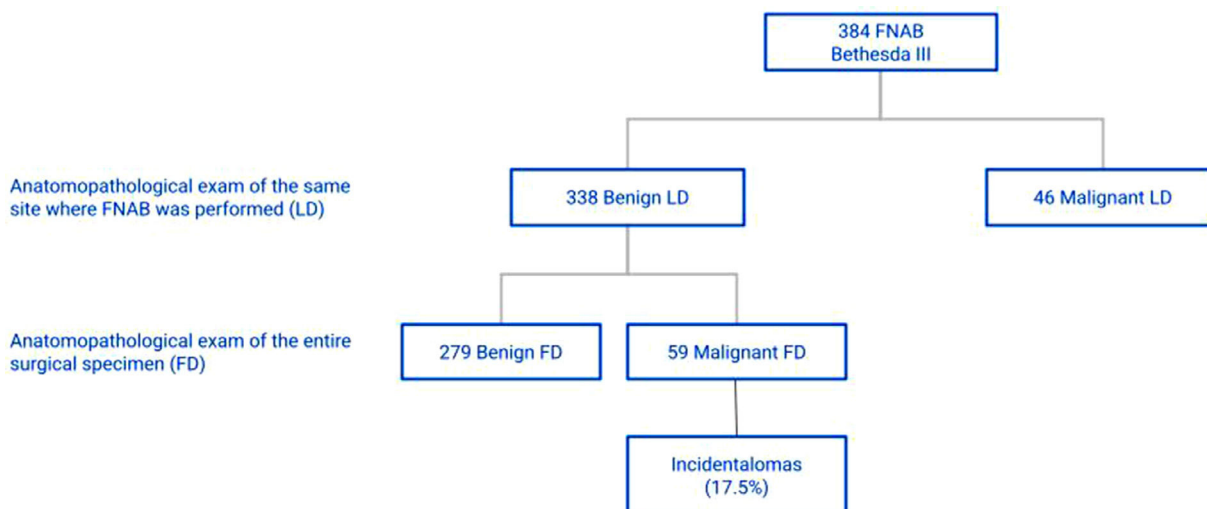 384 FNAB
Bethesda III
Anatomopathological exam of the same
site where FNAB was performed (LD)
338 Benign LD
46 Malignant LD
Anatomopathological exam of the entire
surgical specimen (FD)
279 Benign FD
59 Malignant FD
Incidentalomas
(17.5%)